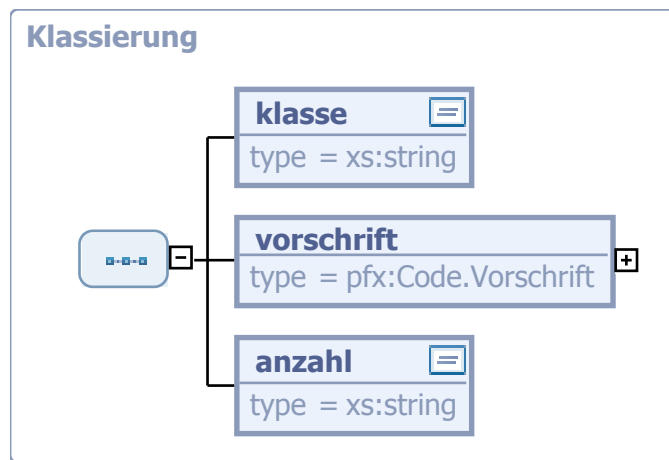 Klassierung
klasse
type = xs:string
vorschrift
type = pfx:Code.Vorschrift
anzahl
type = xs:string